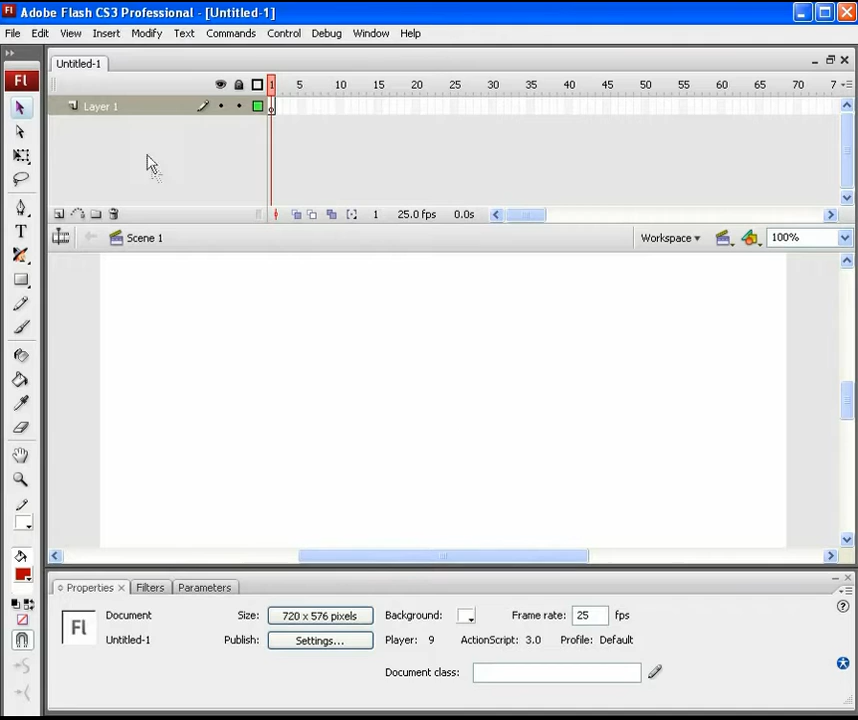 Fl Adobe Flash CS3 Professional - [Untitled-1]
File Edit View Insert Modify Text Commands Control Debug Window Help
Untitled-1
Fl
1 5 10 15 20 25 30 35 40 45 50 55 60 65 70 7
Layer 1
1 25.0 fps 0.0s
Scene 1 Workspace 100%
T
Properties × Filters Parameters
Fl
Document Size: 720 x 576 pixels Background: Frame rate: 25 fps
Untitled-1 Publish: Settings... Player: 9 ActionScript: 3.0 Profile: Default
Document class: